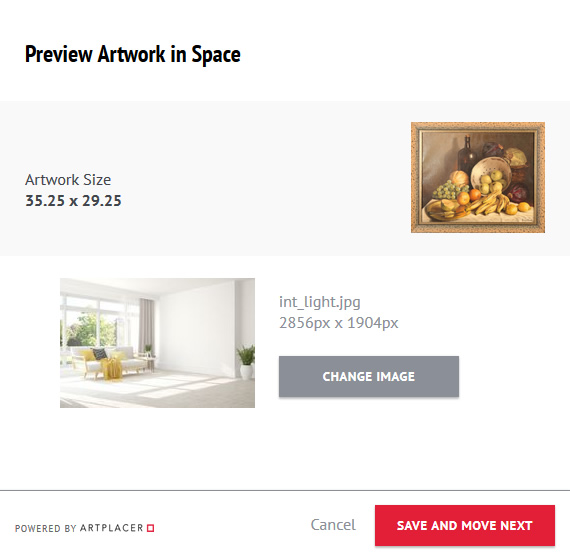 Preview Artwork in Space
Artwork Size
35.25 x 29.25
int_light.jpg
2856px x 1904px
CHANGE IMAGE
POWERED BY ARTPLACER
Cancel
SAVE AND MOVE NEXT